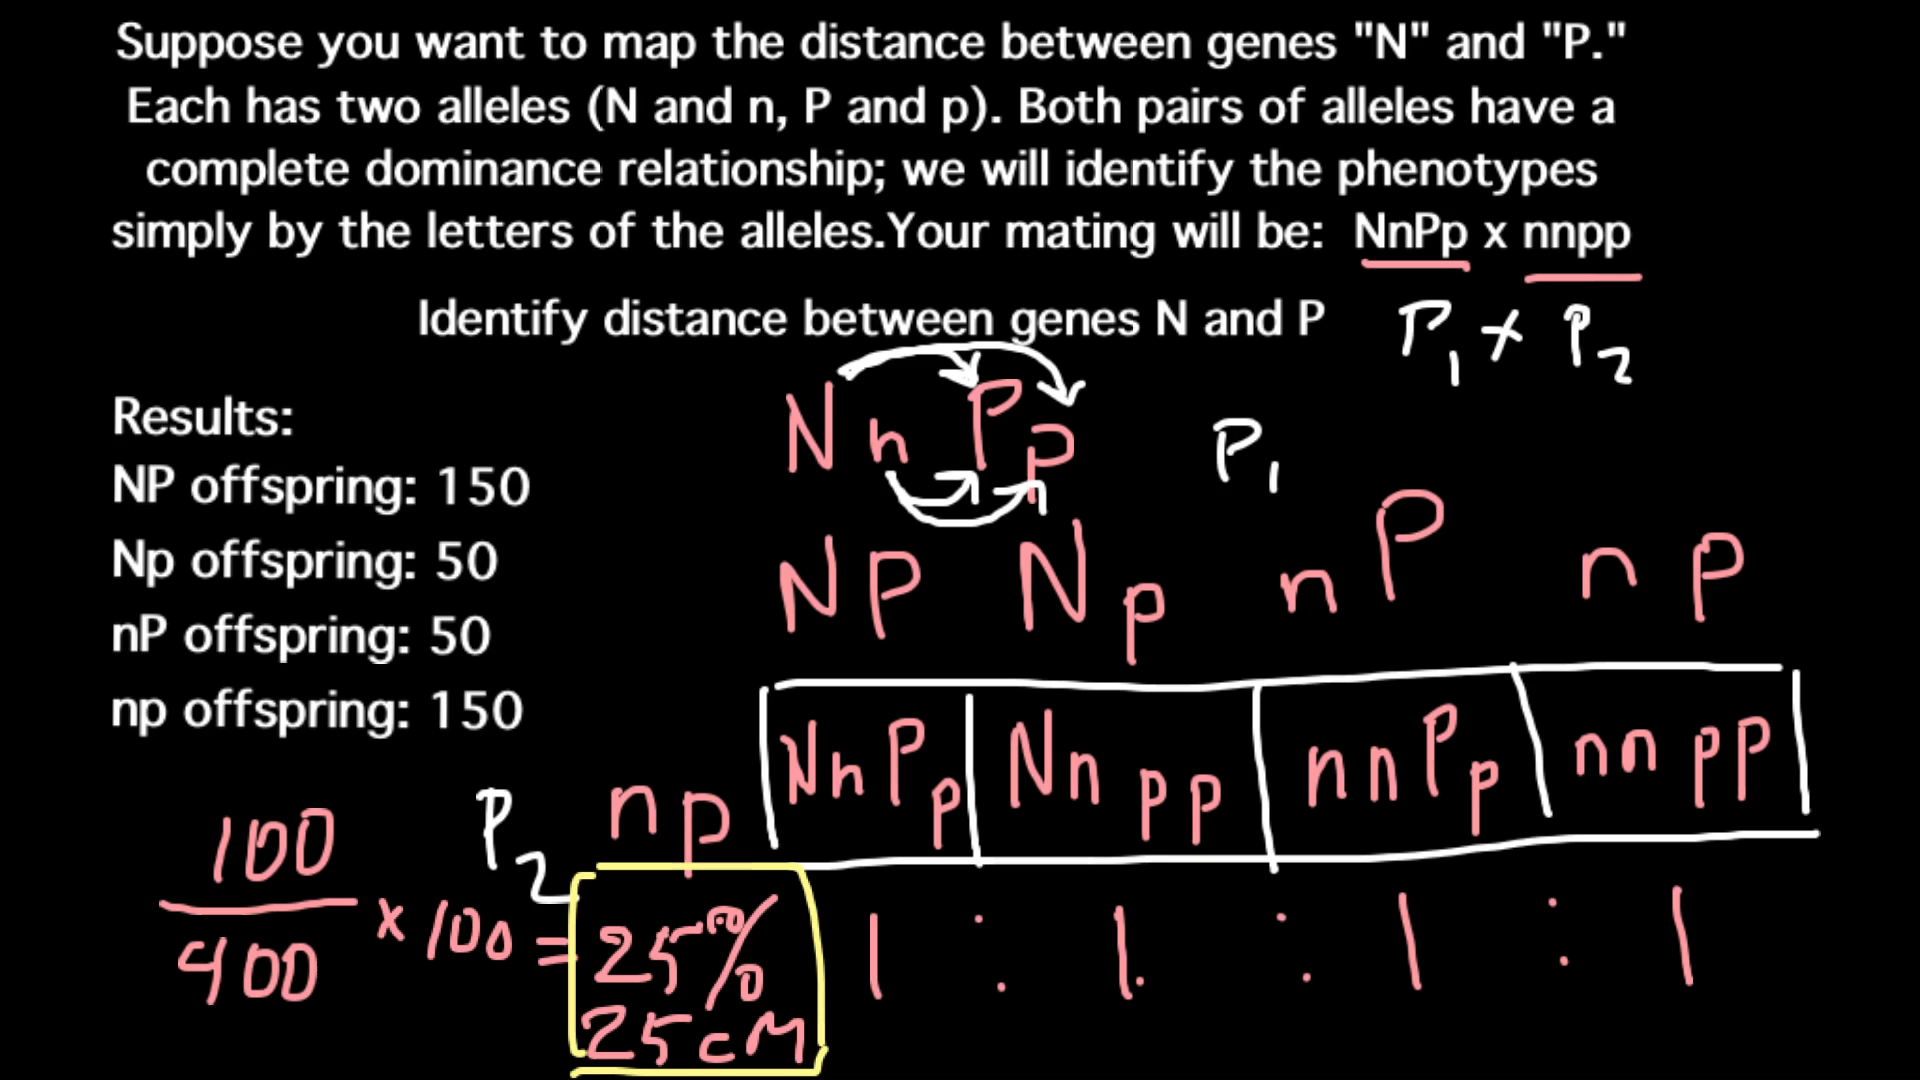 Suppose you want to map the distance between genes "N" and "P."
Each has two alleles (N and n, P and p). Both pairs of alleles have a
complete dominance relationship; we will identify the phenotypes
simply by the letters of the alleles.Your mating will be: NnPp x nnpp
Identify distance between genes N and P
P1 x P2
Results:
NP offspring: 150
Np offspring: 50
nP offspring: 50
np offspring: 150
NnPp
P1
NP Np nP np
P2 np NnPp Nnpp nnPp nnpp
1 : 1 : 1 : 1
100
400
x 100 = 25%
25cM